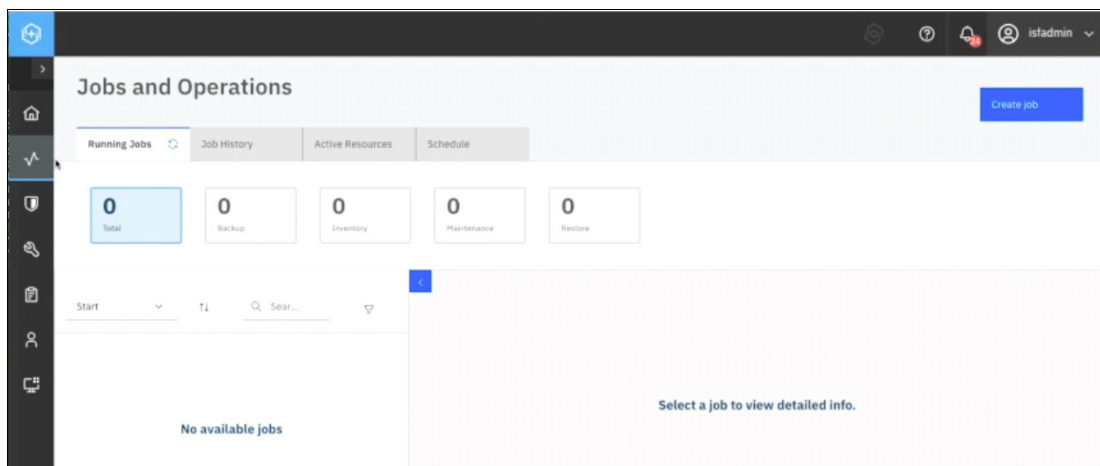 24
isfadmin
Jobs and Operations
Create job
Running Jobs
Job History
Active Resources
Schedule
0
Total
0
Backup
0
Inventory
0
Maintenance
0
Restore
Start
Sear...
No available jobs
Select a job to view detailed info.